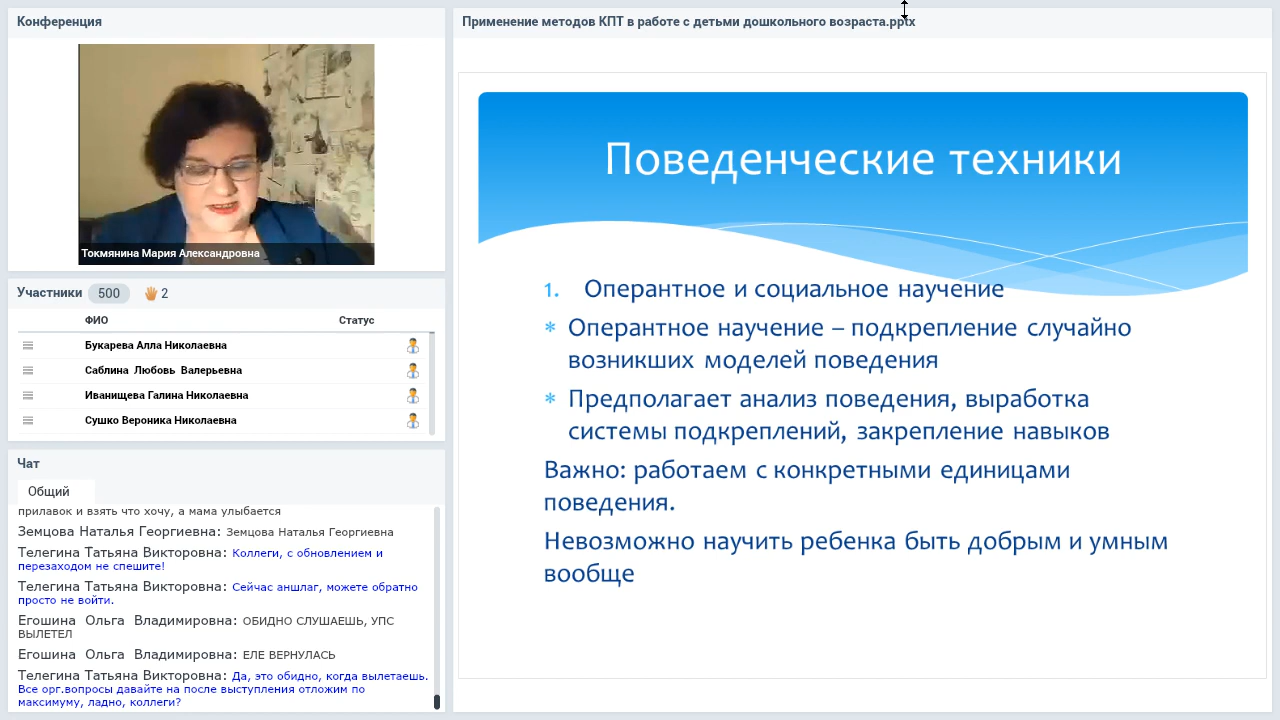 Конференция
Токмянина Мария Александровна
Участники 500 2
ФИО Статус
Букарева Алла Николаевна
Саблина Любовь Валерьевна
Иванищева Галина Николаевна
Сушко Вероника Николаевна
Чат
Общий
прилавок и взять что хочу, а мама улыбается
Земцова Наталья Георгиевна: Земцова Наталья Георгиевна
Телегина Татьяна Викторовна: Коллеги, с обновлением и
перезаходом не спешите!
Телегина Татьяна Викторовна: Сейчас аншлаг, можете обратно
просто не войти.
Егошина Ольга Владимировна: ОБИДНО СЛУШАЕШЬ, УПС
ВЫЛЕТЕЛ
Егошина Ольга Владимировна: ЕЛЕ ВЕРНУЛАСЬ
Телегина Татьяна Викторовна: Да, это обидно, когда вылетаешь.
Все орг.вопросы давайте на после выступления отложим по
максимуму, ладно, коллеги?
Применение методов КПТ в работе с детьми дошкольного возраста.pptx
Поведенческие техники
1. Оперантное и социальное научение
* Оперантное научение – подкрепление случайно
возникших моделей поведения
* Предполагает анализ поведения, выработка
системы подкреплений, закрепление навыков
Важно: работаем с конкретными единицами
поведения.
Невозможно научить ребенка быть добрым и умным
вообще